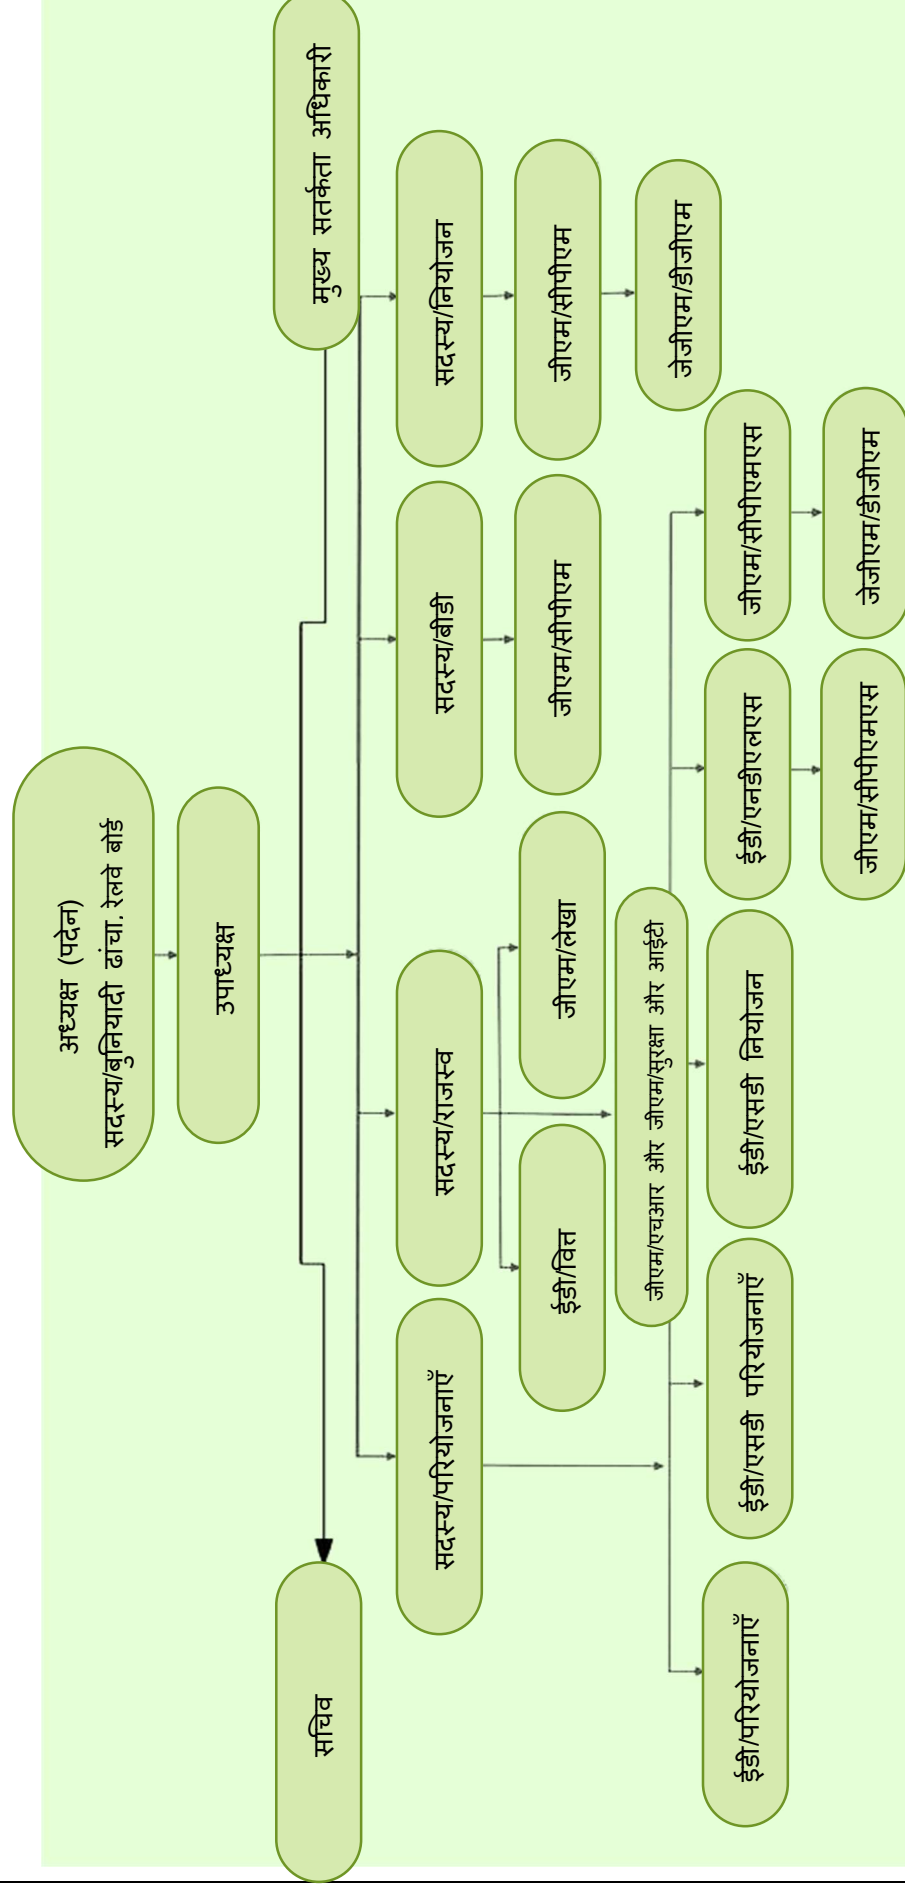 अध्यक्ष (पदेन)
सदस्य/बुनियादी ढांचा. रेलवे बोर्ड
उपाध्यक्ष
सचिव
मुख्य सतर्कता अधिकारी
सदस्य/परियोजनाएँ
सदस्य/राजस्व
सदस्य/बीडी
सदस्य/नियोजन
ईडी/वित्त
जीएम/लेखा
जीएम/सीपीएम
जीएम/सीपीएम
जीएम/एचआर और जीएम/सुरक्षा और आईटी
जेजीएम/डीजीएम
ईडी/परियोजनाएँ
ईडी/एसडी परियोजनाएँ
ईडी/एसडी नियोजन
ईडी/एनडीएलएस
जीएम/सीपीएमएस
जीएम/सीपीएमएस
जेजीएम/डीजीएम